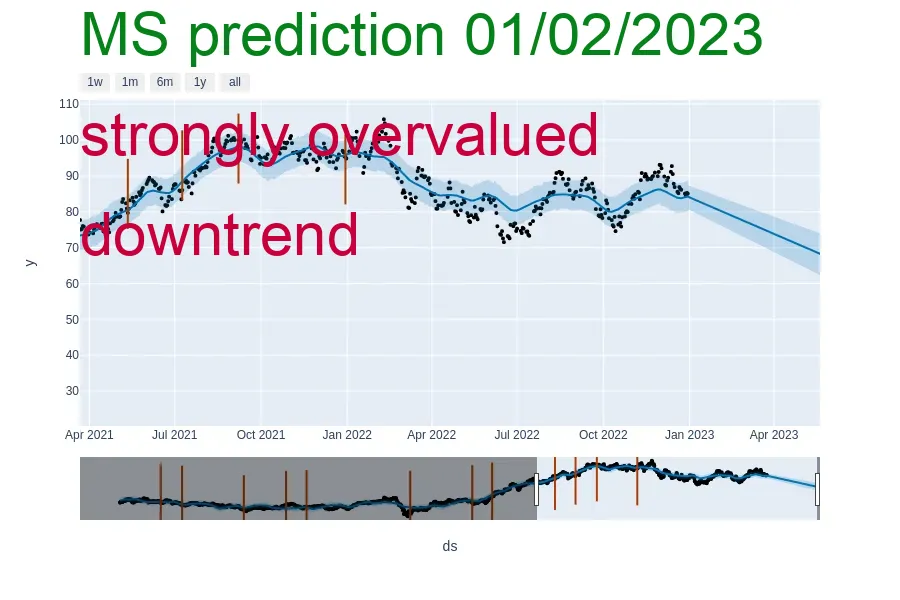 MS prediction 01/02/2023
1w 1m 6m 1y all
strongly overvalued
downtrend
110
100
90
80
70
60
50
40
30
y
Apr 2021 Jul 2021 Oct 2021 Jan 2022 Apr 2022 Jul 2022 Oct 2022 Jan 2023 Apr 2023
ds